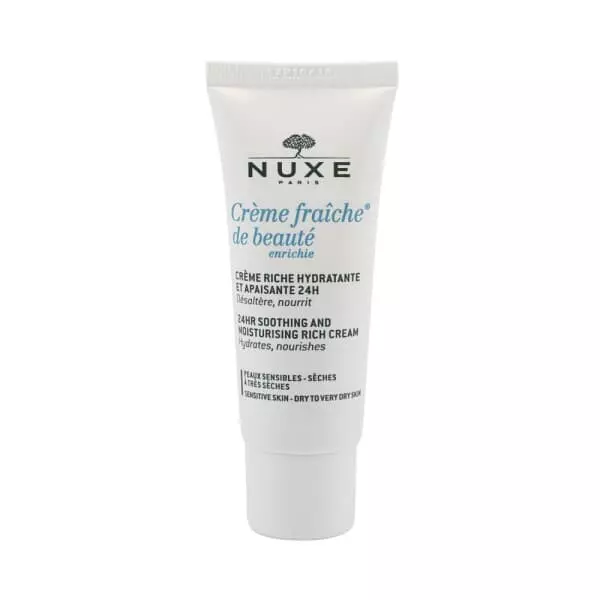 NUXE
PARIS
Crème fraîche®
de beauté
enrichie
CRÈME RICHE HYDRATANTE
ET APAISANTE 24H
Désaltère, nourrit
24HR SOOTHING AND
MOISTURISING RICH CREAM
Hydrates, nourishes
PEAUX SENSIBLES - SÈCHES
À TRÈS SÈCHES
SENSITIVE SKIN - DRY TO VERY DRY SKIN